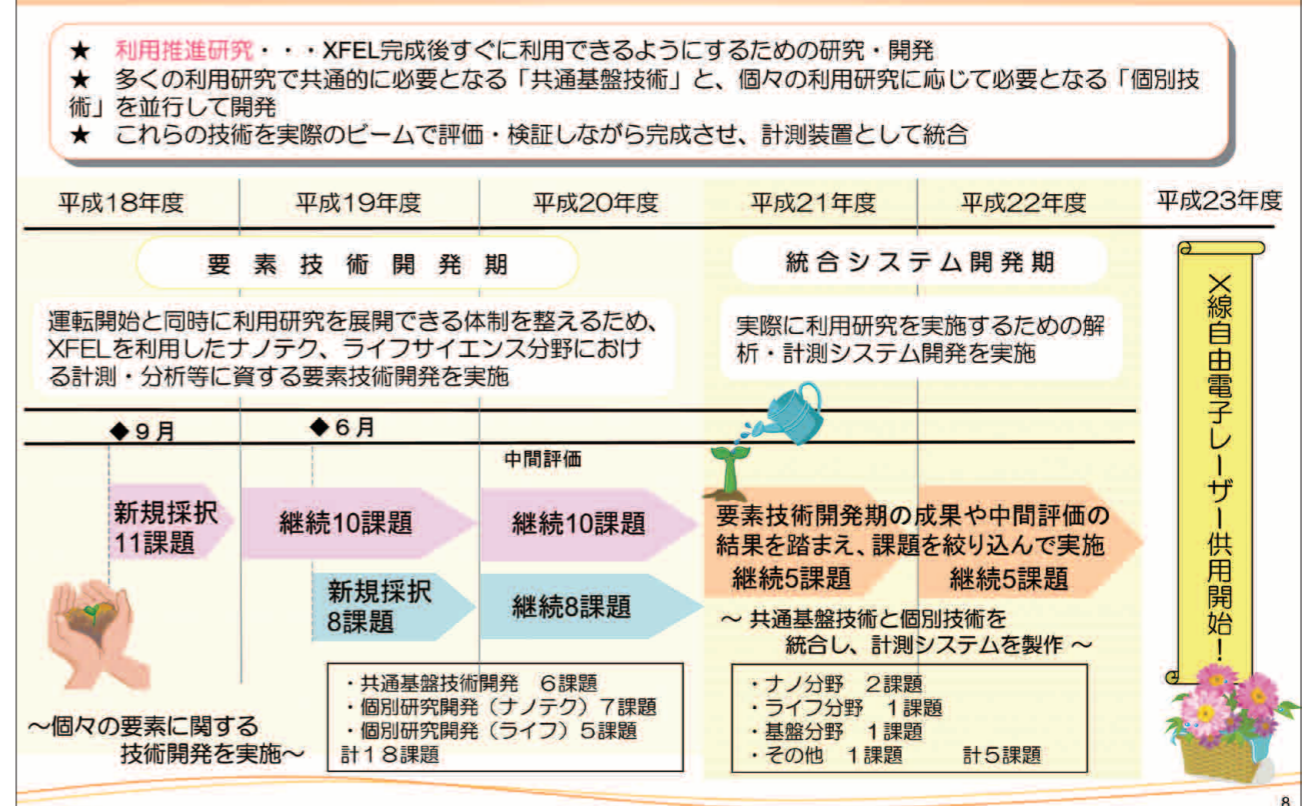 ★ 利用推進研究・・・XFEL完成後すぐに利用できるようにするための研究・開発
★ 多くの利用研究で共通的に必要となる「共通基盤技術」と、個々の利用研究に応じて必要となる「個別技
術」を並行して開発
★ これらの技術を実際のビームで評価・検証しながら完成させ、計測装置として統合
平成18年度 平成19年度 平成20年度 平成21年度 平成22年度 平成23年度
要素技術開発期
運転開始と同時に利用研究を展開できる体制を整えるため、
XFELを利用したナノテク、ライフサイエンス分野におけ
る計測・分析等に資する要素技術開発を実施
統合システム開発期
実際に利用研究を実施するための解
析・計測システム開発を実施
X線自由電子レーザー供用開始！
◆9月 ◆6月
中間評価
新規採択
11課題
継続10課題
継続10課題
新規採択
8課題
継続8課題
要素技術開発期の成果や中間評価の
結果を踏まえ、課題を絞り込んで実施
継続5課題 継続5課題
～ 共通基盤技術と個別技術を
統合し、計測システムを製作 ～
～個々の要素に関する
技術開発を実施～
・共通基盤技術開発 6課題
・個別研究開発（ナノテク）7課題
・個別研究開発（ライフ）5課題
計18課題
・ナノ分野 2課題
・ライフ分野 1課題
・基盤分野 1課題
・その他 1課題 計5課題
8